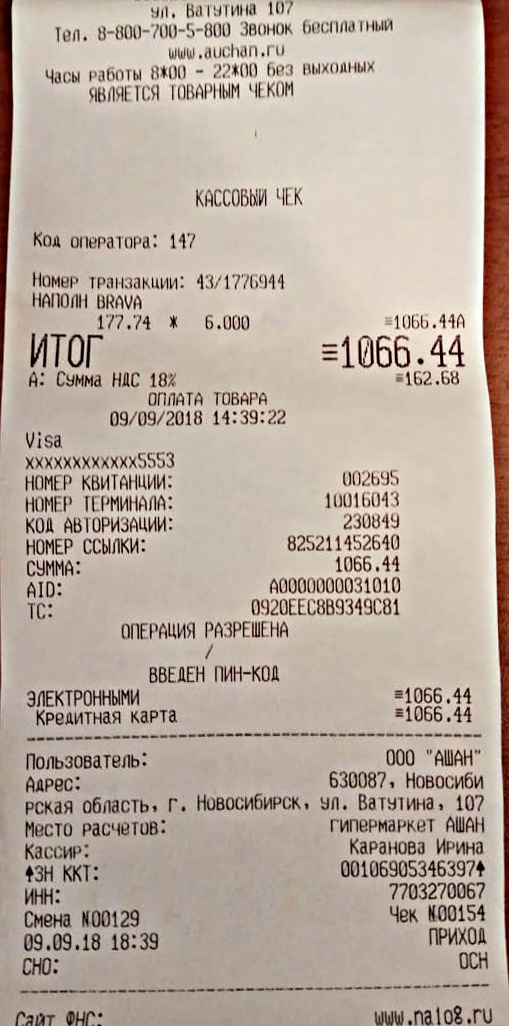 ул. Ватутина 107
Тел. 8-800-700-5-800 Звонок бесплатный
www.auchan.ru
Часы работы 8*00 - 22*00 без выходных
ЯВЛЯЕТСЯ ТОВАРНЫМ ЧЕКОМ
КАССОВЫЙ ЧЕК
Код оператора: 147
Номер транзакции: 43/1776944
НАПОЛН BRAVA
177.74 * 6.000 ≡1066.44А
ИТОГ ≡1066.44
А: Сумма НДС 18% ≡162.68
ОПЛАТА ТОВАРА
09/09/2018 14:39:22
Visa
XXXXXXXXXXXX5553
НОМЕР КВИТАНЦИИ: 002695
НОМЕР ТЕРМИНАЛА: 10016043
КОД АВТОРИЗАЦИИ: 230849
НОМЕР ССЫЛКИ: 825211452640
СУММА: 1066.44
AID: A0000000031010
TC: 0920EEC8B9349C81
ОПЕРАЦИЯ РАЗРЕШЕНА
/
ВВЕДЕН ПИН-КОД
ЭЛЕКТРОННЫМИ ≡1066.44
Кредитная карта ≡1066.44
Пользователь: ООО "АШАН"
Адрес: 630087, Новосиби
рская область, г. Новосибирск, ул. Ватутина, 107
Место расчетов: гипермаркет АШАН
Кассир: Каранова Ирина
↑ЗН ККТ: 00106905346397↑
ИНН: 7703270067
Смена №00129 Чек №00154
09.09.18 18:39 ПРИХОД
СНО: ОСН
Сайт ФНС: www.nalog.ru